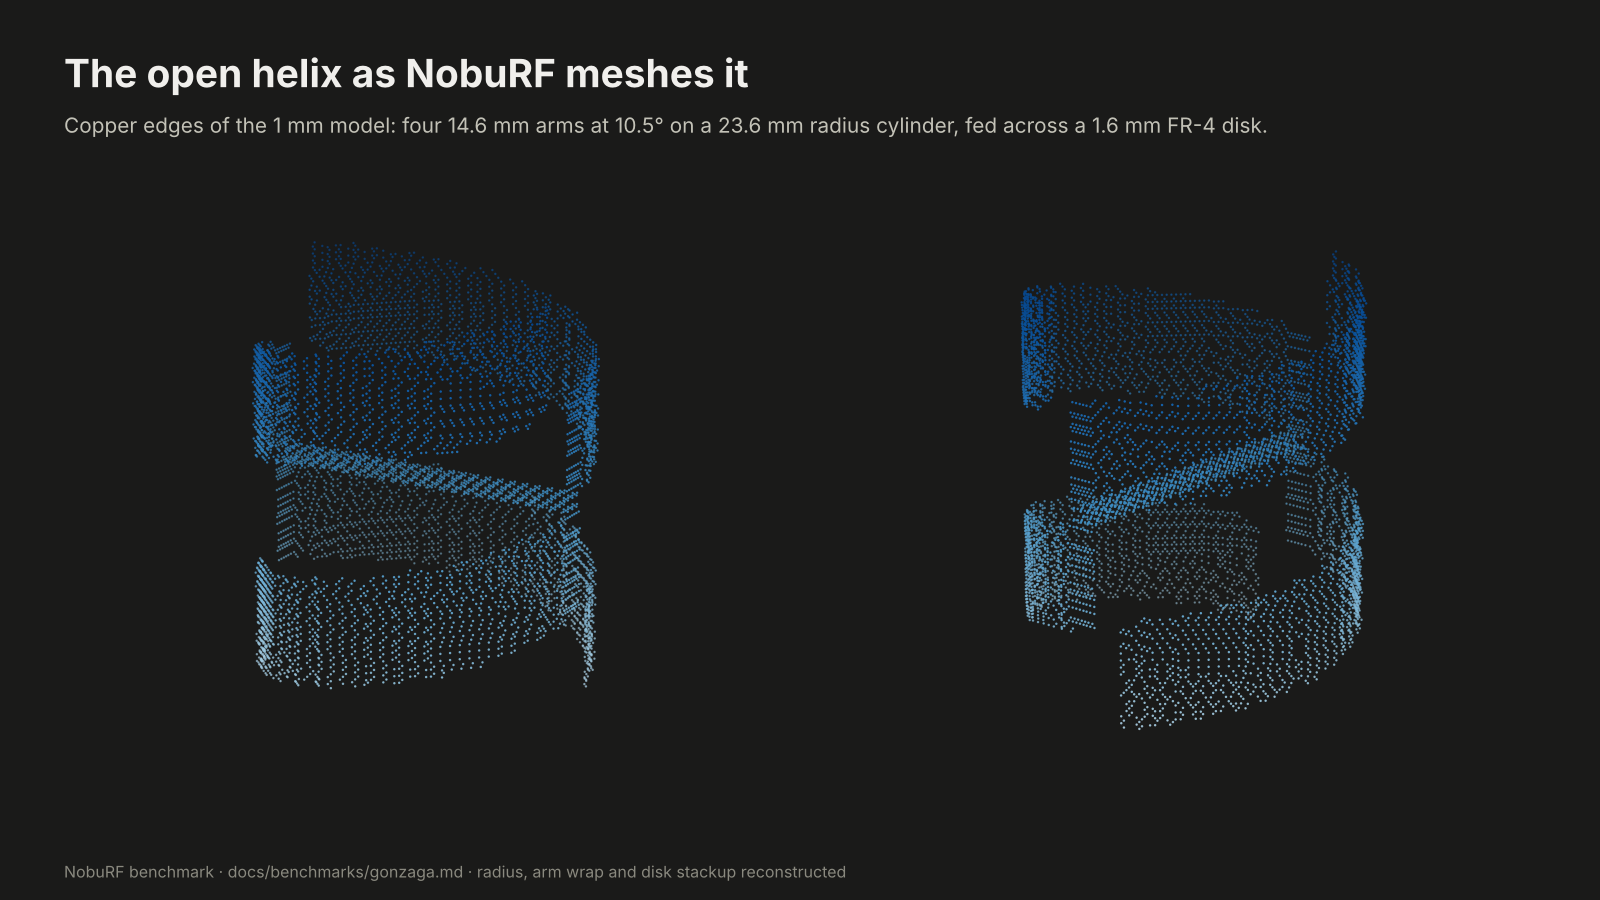 The open helix as NobuRF meshes it
Copper edges of the 1 mm model: four 14.6 mm arms at 10.5° on a 23.6 mm radius cylinder, fed across a 1.6 mm FR-4 disk.
NobuRF benchmark · docs/benchmarks/gonzaga.md · radius, arm wrap and disk stackup reconstructed